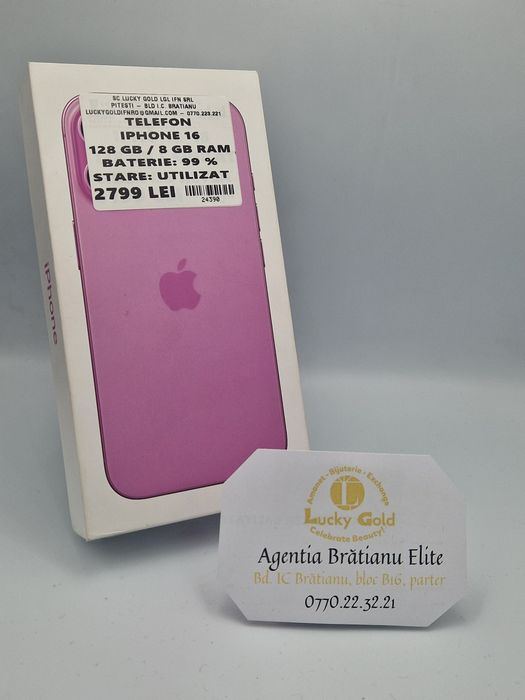 SC LUCKY GOLD LGL IFN SRL
PITESTI - BLD I.C. BRATIANU
LUCKYGOLDIFNRO@GMAIL.COM - 0770.223.221
TELEFON
IPHONE 16
128 GB / 8 GB RAM
BATERIE: 99 %
STARE: UTILIZAT
2799 LEI
24390
iPhone
Amanet - Bijuterie - Exchange
L
Lucky Gold
Celebrate Beauty!
Agentia Brătianu Elite
Bd. IC Brătianu, bloc B16, parter
0770.22.32.21